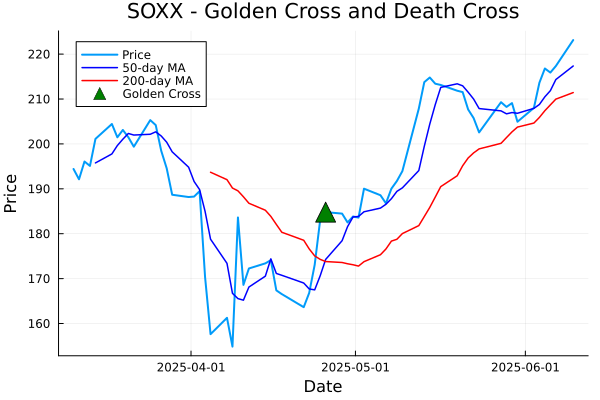 SOXX - Golden Cross and Death Cross
Price
50-day MA
200-day MA
Golden Cross
220
210
200
190
180
170
160
Price
2025-04-01
2025-05-01
2025-06-01
Date